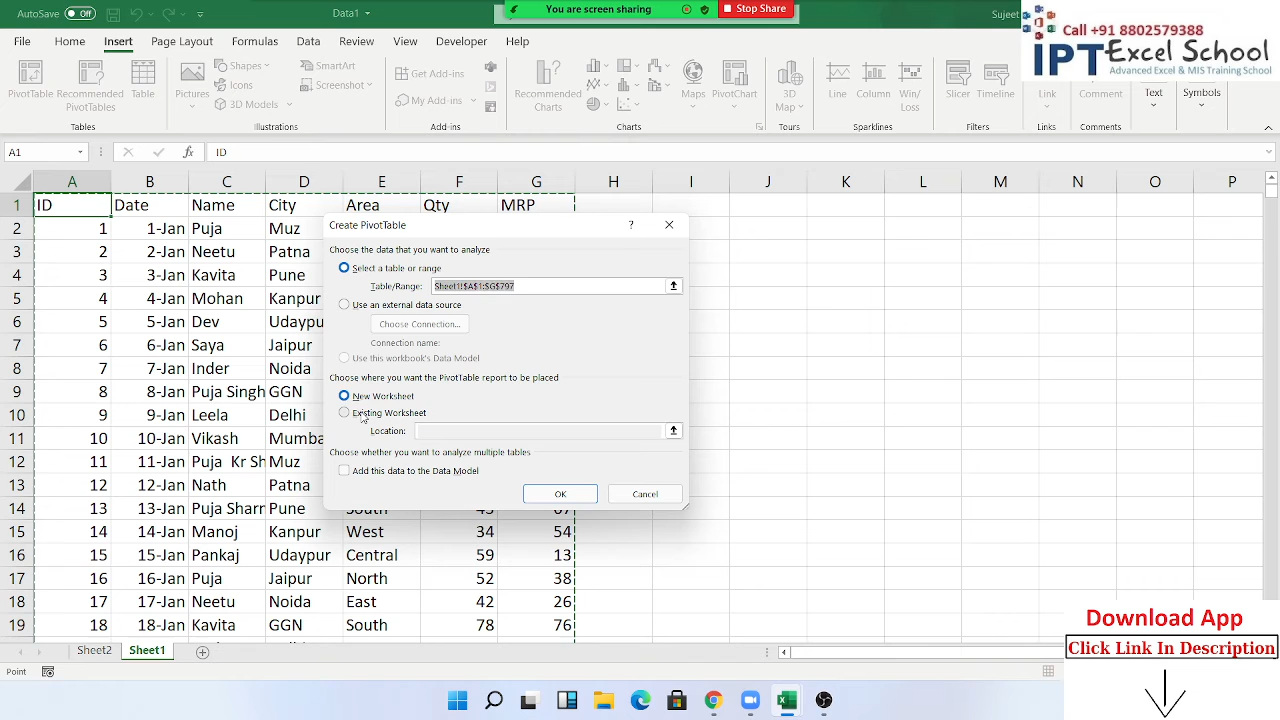 AutoSave Off Data1 You are screen sharing Stop Share Sujeet
Call +91 8802579388
IPT Excel School
Advanced Excel & MIS Training School
File Home Insert Page Layout Formulas Data Review View Developer Help
PivotTable Recommended PivotTables Table Pictures Shapes Icons 3D Models SmartArt Screenshot Get Add-ins My Add-ins Recommended Charts Maps PivotChart 3D Map Line Column Win/Loss Slicer Timeline Link Comment Text Symbols
Tables Illustrations Add-ins Charts Tours Sparklines Filters Links Comments
A1 fx ID
A B C D E F G H I J K L M N O P
1 ID Date Name City Area Qty MRP
2 1 1-Jan Puja Muz
3 2 2-Jan Neetu Patna
4 3 3-Jan Kavita Pune
5 4 4-Jan Mohan Kanpur
6 5 5-Jan Dev Udaypu
7 6 6-Jan Saya Jaipur
8 7 7-Jan Inder Noida
9 8 8-Jan Puja Singh GGN
10 9 9-Jan Leela Delhi
11 10 10-Jan Vikash Mumba
12 11 11-Jan Puja Kr Sh Muz
13 12 12-Jan Nath Patna
14 13 13-Jan Puja Sharr Pune
15 14 14-Jan Manoj Kanpur West 34 54
16 15 15-Jan Pankaj Udaypur Central 59 13
17 16 16-Jan Puja Jaipur North 52 38
18 17 17-Jan Neetu Noida East 42 26
19 18 18-Jan Kavita GGN South 78 76
Create PivotTable ?
Choose the data that you want to analyze
Select a table or range
Table/Range: Sheet1!$A$1:$G$797
Use an external data source
Choose Connection...
Connection name:
Use this workbook's Data Model
Choose where you want the PivotTable report to be placed
New Worksheet
Existing Worksheet
Location:
Choose whether you want to analyze multiple tables
Add this data to the Data Model
OK Cancel
Sheet2 Sheet1
Point
Download App
Click Link In Description